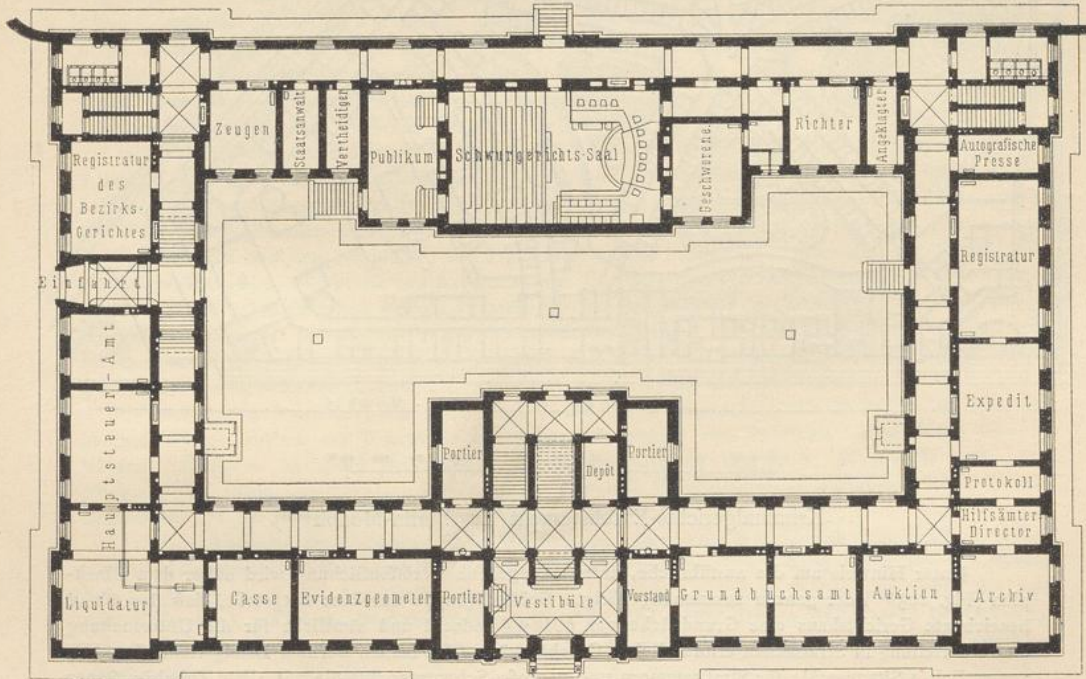 Zeugen
Staatsanwalt
Vertheidiger
Publikum
Schwurgerichts-Saal
Geschworene.
Richter
Angeklagter
Autografische
Presse
Registratur
des
Bezirks-
Gerichtes
Registratur
Einfahrt
Hauptsteuer-Amt
Expedit
Portier
Depôt
Portier
Protokoll
Hilfsämter-
Director
Liquidatur
Casse
Evidenzgeometer
Portier
Vestibüle
Vorstand
Grundbuchsamt
Auktion
Archiv